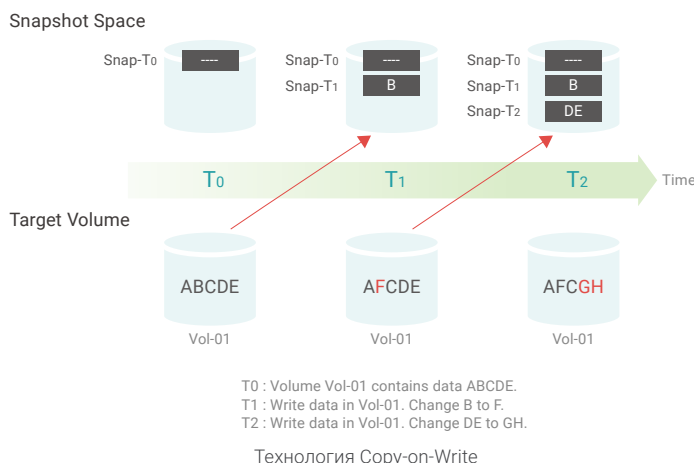 Snapshot Space
Snap-T0 ----
Snap-T0 ----
Snap-T1 B
Snap-T0 ----
Snap-T1 B
Snap-T2 DE
T0 T1 T2 Time
Target Volume
ABCDE AFCDE AFCGH
Vol-01 Vol-01 Vol-01
T0 : Volume Vol-01 contains data ABCDE.
T1 : Write data in Vol-01. Change B to F.
T2 : Write data in Vol-01. Change DE to GH.
Технология Copy-on-Write